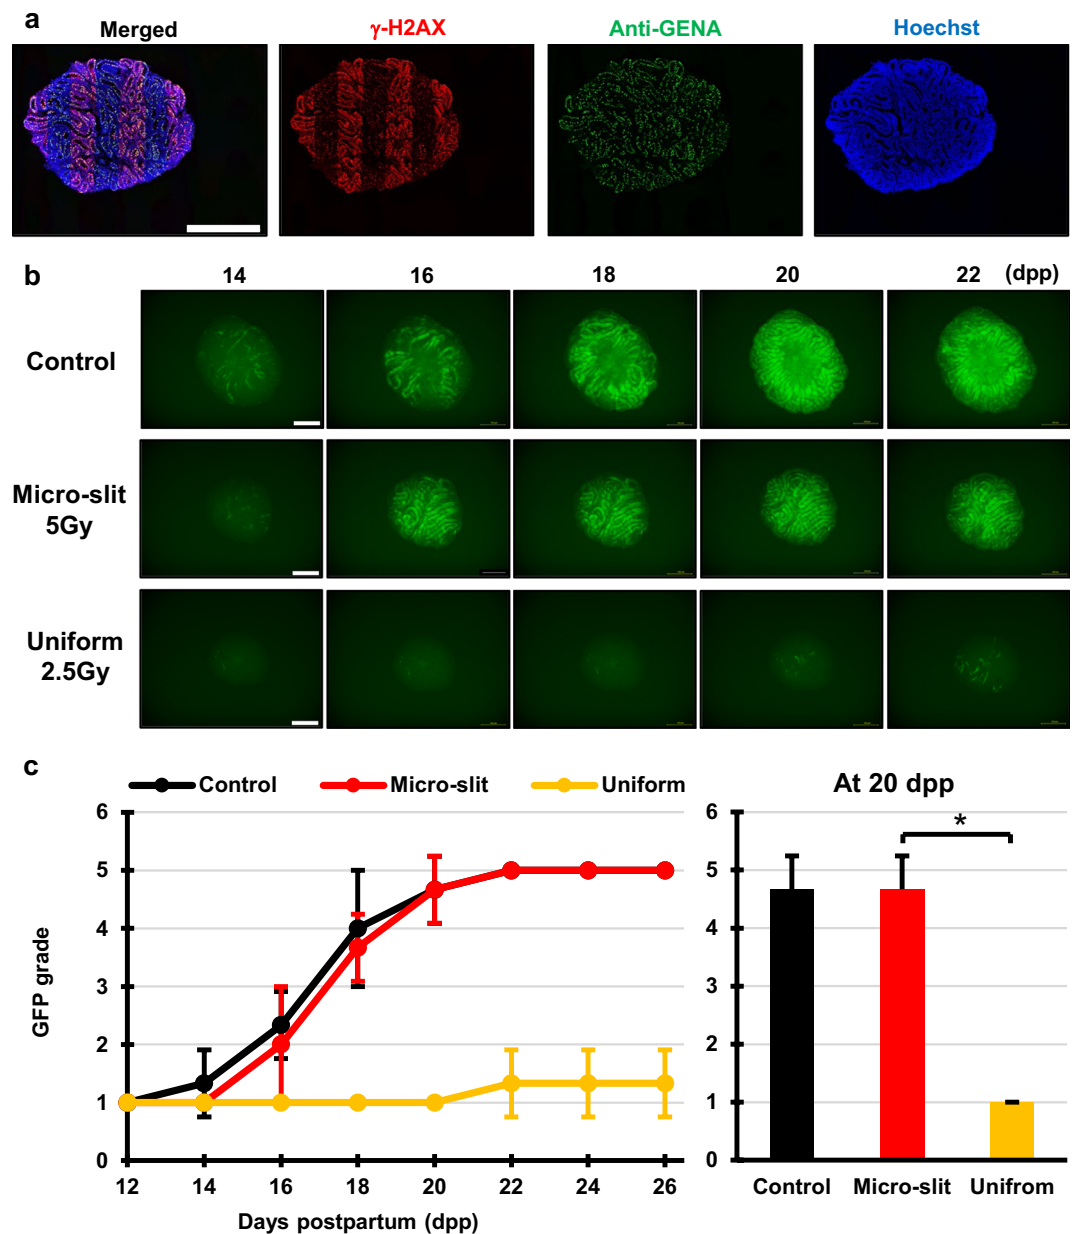 a
Merged γ-H2AX Anti-GENA Hoechst
b
14 16 18 20 22 (dpp)
Control
Micro-slit
5Gy
Uniform
2.5Gy
c
Control Micro-slit Uniform
At 20 dpp
*
6
5
4
3
2
1
0
GFP grade
12 14 16 18 20 22 24 26
Days postpartum (dpp)
6
5
4
3
2
1
0
Control Micro-slit Unifrom